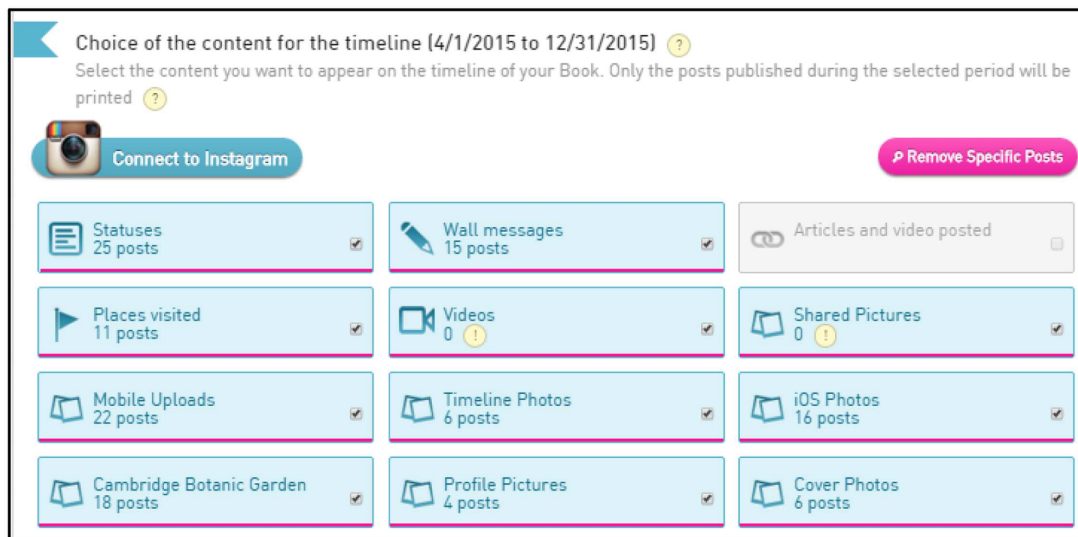 Choice of the content for the timeline (4/1/2015 to 12/31/2015) ?
Select the content you want to appear on the timeline of your Book. Only the posts published during the selected period will be
printed ?
Connect to Instagram
Remove Specific Posts
Statuses
25 posts
Wall messages
15 posts
Articles and video posted
Places visited
11 posts
Videos
0 !
Shared Pictures
0 !
Mobile Uploads
22 posts
Timeline Photos
6 posts
iOS Photos
16 posts
Cambridge Botanic Garden
18 posts
Profile Pictures
4 posts
Cover Photos
6 posts